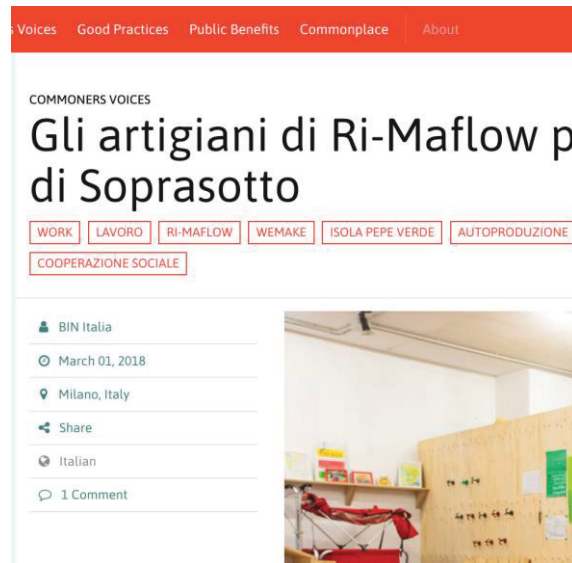 Voices Good Practices Public Benefits Commonplace About
COMMONERS VOICES
Gli artigiani di Ri-Maflow p
di Soprasotto
WORK LAVORO RI-MAFLOW WEMAKE ISOLA PEPE VERDE AUTOPRODUZIONE
COOPERAZIONE SOCIALE
BIN Italia
March 01, 2018
Milano, Italy
Share
Italian
1 Comment